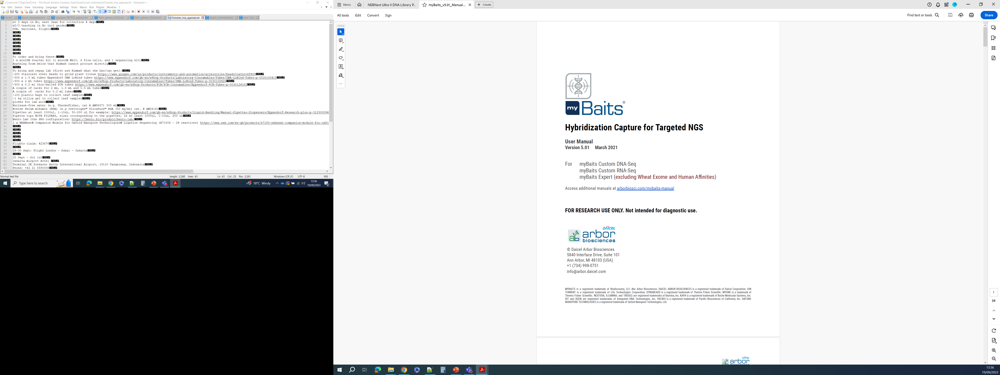 C:\Users\sb172kg\OneDrive - The Royal Botanic Gardens, Kew\Grants\Liam_Indonesia\October_trip_agenda.txt - Notepad++
File Edit Search View Encoding Language Settings Tools Macro Run Plugins Window ?
ids.txt slurm_cheatsheet.txt hybpiper_PAFTOL_palms3.txt Palm_genera_ToDo.txt Palm_genera_ToDo2.txt October_trip_agenda.txt beast_commands.txt new 1.txt
1 w1 2 days in Bo, east Jawa for collection 4 daysCRLF
2 w2/3 teaching in Bo incl gardenCRLF
3 OTA, vaccines, flightsCRLF
4 CRLF
5 CRLF
6 CRLF
7 CRLF
8 CRLF
9 CRLF
10 CRLF
11 To order and bring there:CRLF
12 1 x minION starter kit (1 minION Mk1C, 6 flow cells, and 1 sequencing kit)CRLF
13 Anything from below that Himmah cannot procure directlyCRLF
14 CRLF
15 To bring and repay lab (first ask Himmah what she has/can get):CRLF
16 ~200 stainless steel beads to grind plant tissue https://www.qiagen.com/us/products/instruments-and-automation/accessories/beads?catno=69989CRLF
17 ~500 x 1.5 mL tubes Eppendorf DNA LoBind tubes https://www.eppendorf.com/gb-en/eShop-Products/Laboratory-Consumables/Tubes/DNA-LoBind-Tubes-p-0030108418CRLF
18 ~500 x 2 mL tubes https://www.eppendorf.com/gb-en/eShop-Products/Laboratory-Consumables/Tubes/DNA-LoBind-Tubes-p-0030108426CRLF
19 ~500 x 0.2 ml thin-walled PCR tubes https://www.eppendorf.com/gb-en/eShop-Products/PCR/PCR-Consumables/Eppendorf-PCR-Tubes-p-0030124332CRLF
20 A couple of racks for 2 mL, 1.5 mL and 0.5 mL tubesCRLF
21 A couple of racks for 0.2 mL tubesCRLF
22 ~100 plastic bags to collect leaf samplesCRLF
23 ~1 kg silica gel to collect leaf samplesCRLF
24 gloves for lab workCRLF
25 Nuclease-free water (e.g. ThermoFisher, cat # AM9937) 500 mLCRLF
26 Bovine Serum Albumin (BSA) (e.g Invitrogen™ UltraPure™ BSA (50 mg/mL) cat. # AM2616)CRLF
27 Pipettes at least 1000ul, 1-10uL, 50-200 uL for example: https://www.eppendorf.com/gb-en/eShop-Products/Liquid-Handling/Manual-Pipettes-Dispensers/Eppendorf-Research-plus-p-312300094
28 Pipette tips WITH FILTERS, sizes corresponding to the pipettes, ie at least 1000ul, 1-10uL, 200 uLCRLF
29 Bento Lab (the PRO configuration) https://bento.bio/product/bento-lab/CRLF
30 1 x NEBNext® Companion Module for Oxford Nanopore Technologies® Ligation Sequencing (E7180S - 24 reactions) https://www.neb.com/en-gb/products/e7180-nebnext-companion-module-for-oxfo
31 CRLF
32 CRLF
33 CRLF
34 CRLF
35 CRLF
36 Flights claim: 423676CRLF
37 CRLF
38 29-30 Sept: Flight London - Dubai - JakartaCRLF
39 CRLF
40 30 Sept - Oct 1stCRLF
41 Jakarta Airport Hotel CRLF
42 Terminal 2E Soekarno Hatta International Airport, 19110 Tangerang, IndonesiaCRLF
43 Phone: +62 21 5590008CRLF
Normal text file length : 2,260 lines : 61 Ln : 61 Col : 23 Pos : 2,261 Windows (CR LF) UTF-8 INS
Type here to search 18°C Windy 13:36
19/09/2023
Menu NEBNext Ultra II DNA Library P... myBaits_v5.01_Manual... Create
All tools Edit Convert Sign Find text or tools Share
my Baits®
Hybridization Capture for Targeted NGS
User Manual
Version 5.01 March 2021
For myBaits Custom DNA-Seq
myBaits Custom RNA-Seq
myBaits Expert (excluding Wheat Exome and Human Affinities)
Access additional manuals at arborbiosci.com/mybaits-manual
FOR RESEARCH USE ONLY. Not intended for diagnostic use.
DAICEL
ab arbor
biosciences
© Daicel Arbor Biosciences
5840 Interface Drive, Suite 101
Ann Arbor, MI 48103 (USA)
+1 (734) 998-0751
info@arbor.daicel.com
MYBAITS is a registered trademark of Biodiscovery, LLC dba Arbor Biosciences. DAICEL ARBOR BIOSCIENCES is a registered trademark of Daicel Corporation. ION
TORRENT is a registered trademark of Life Technologies Corporation. DYNABEADS is a registered trademark of Thermo Fisher Scientific. MYONE is a trademark of
Thermo Fisher Scientific. NEXTERA, ILLUMINA, and TRUSEQ are registered trademarks of Illumina, Inc. KAPA is a registered trademark of Roche Molecular Systems, Inc.
IDT and XGEN are registered trademarks of Integrated DNA Technologies, Inc. PACBIO is a registered trademark of Pacific Biosciences of California, Inc. OXFORD
NANOPORE TECHNOLOGIES is a registered trademark of Oxford Nanopore Technologies, Ltd.
1
39
DAICEL
arbor
13:36
19/09/2023